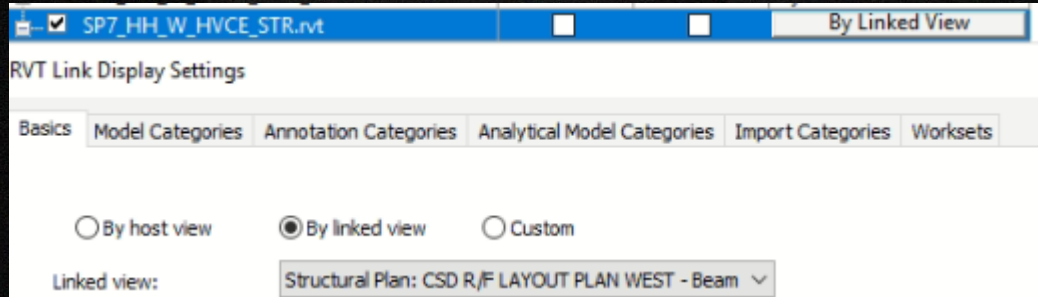 SP7_HH_W_HVCE_STR.rvt By Linked View
RVT Link Display Settings
Basics Model Categories Annotation Categories Analytical Model Categories Import Categories Worksets
By host view By linked view Custom
Linked view: Structural Plan: CSD R/F LAYOUT PLAN WEST - Beam